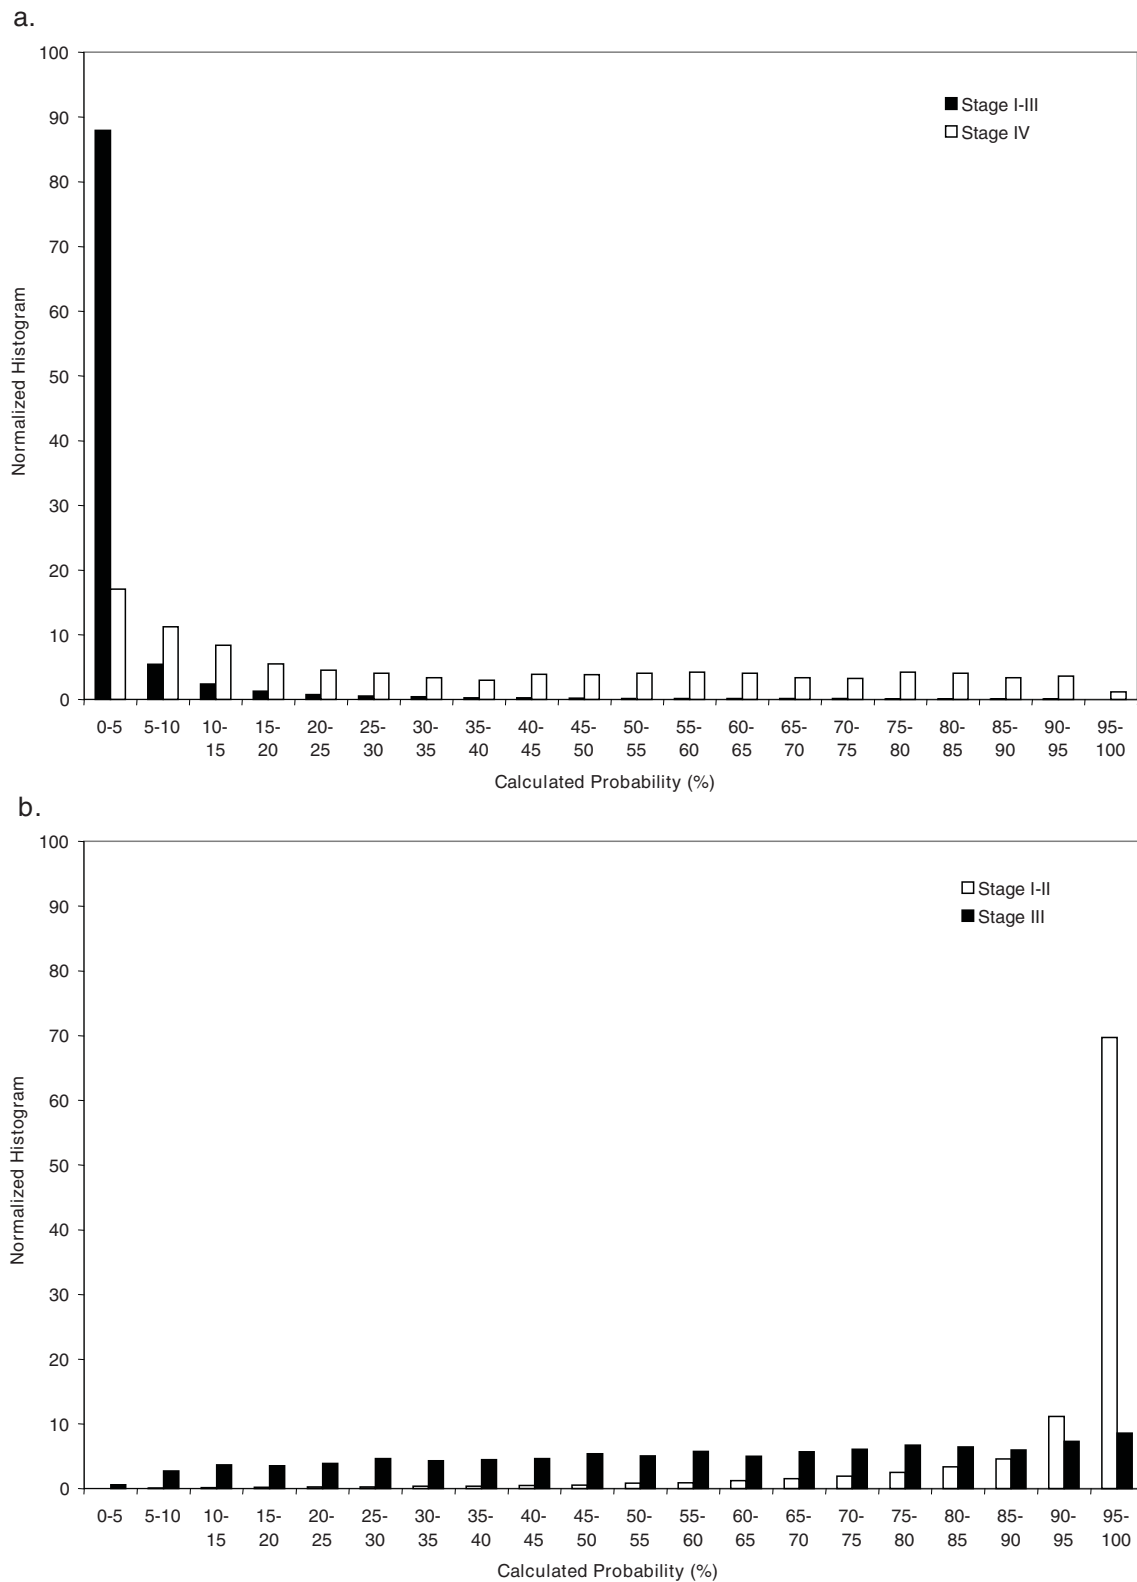 a.
100
90
80
70
60
50
40
30
20
10
0
Normalized Histogram
Stage I-III
Stage IV
0-5 5-10 10- 15- 20- 25- 30- 35- 40- 45- 50- 55- 60- 65- 70- 75- 80- 85- 90- 95-
15 20 25 30 35 40 45 50 55 60 65 70 75 80 85 90 95 100
Calculated Probability (%)
b.
100
90
80
70
60
50
40
30
20
10
0
Normalized Histogram
Stage I-II
Stage III
0-5 5-10 10- 15- 20- 25- 30- 35- 40- 45- 50- 55- 60- 65- 70- 75- 80- 85- 90- 95-
15 20 25 30 35 40 45 50 55 60 65 70 75 80 85 90 95 100
Calculated Probability (%)